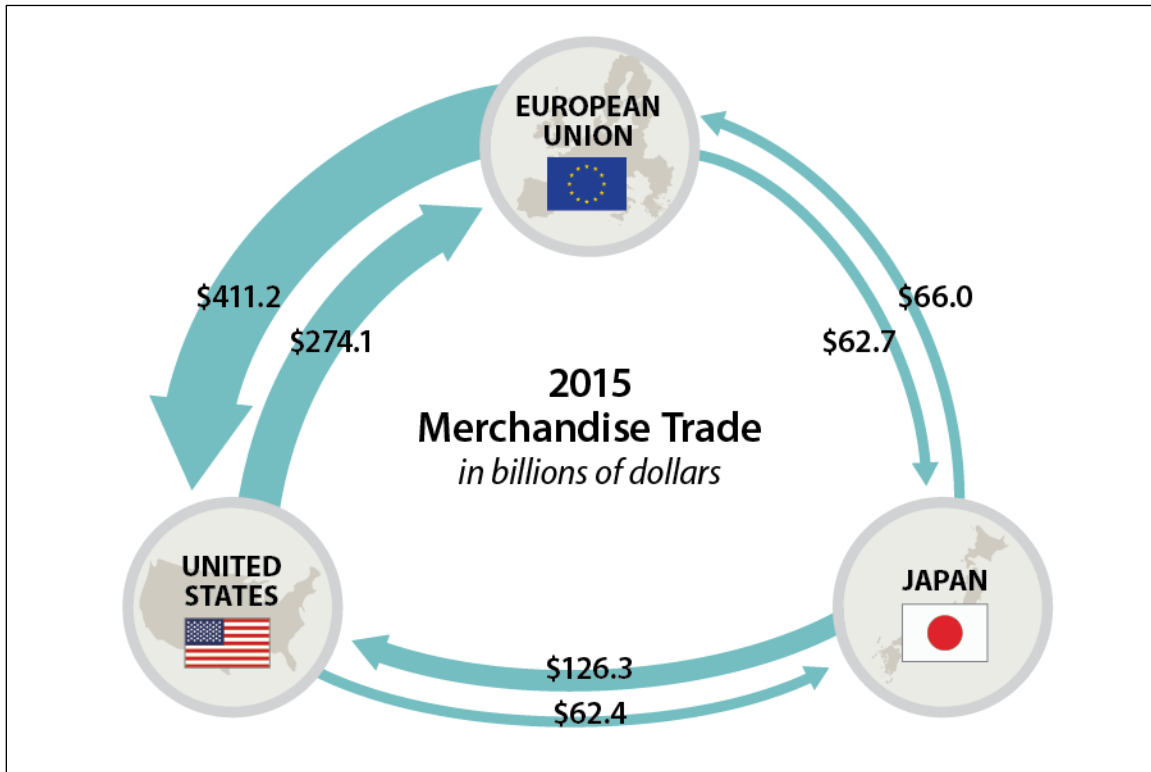 EUROPEAN
UNION
$411.2
$274.1
$66.0
$62.7
2015
Merchandise Trade
in billions of dollars
UNITED
STATES
JAPAN
$126.3
$62.4